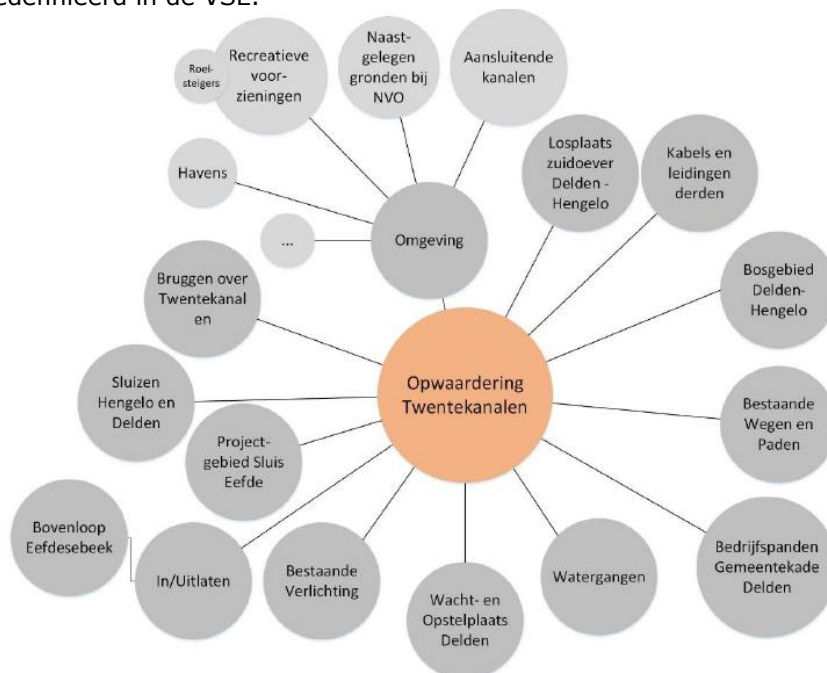 edefinieerd in de VSE.
Roei-
steigers
Recreatieve
voor-
zieningen
Naast-
gelegen
gronden bij
NVO
Aansluitende
kanalen
Losplaats
zuidoever
Delden -
Hengelo
Kabels en
leidingen
derden
Havens
...
Omgeving
Bruggen over
Twentekanal
en
Bosgebied
Delden-
Hengelo
Opwaardering
Twentekanalen
Sluizen
Hengelo en
Delden
Project-
gebied Sluis
Eefde
Bestaande
Wegen en
Paden
Bovenloop
Eefdesebeek
In/Uitlaten
Bestaande
Verlichting
Wacht- en
Opstelplaats
Delden
Watergangen
Bedrijfspanden
Gemeentekade
Delden